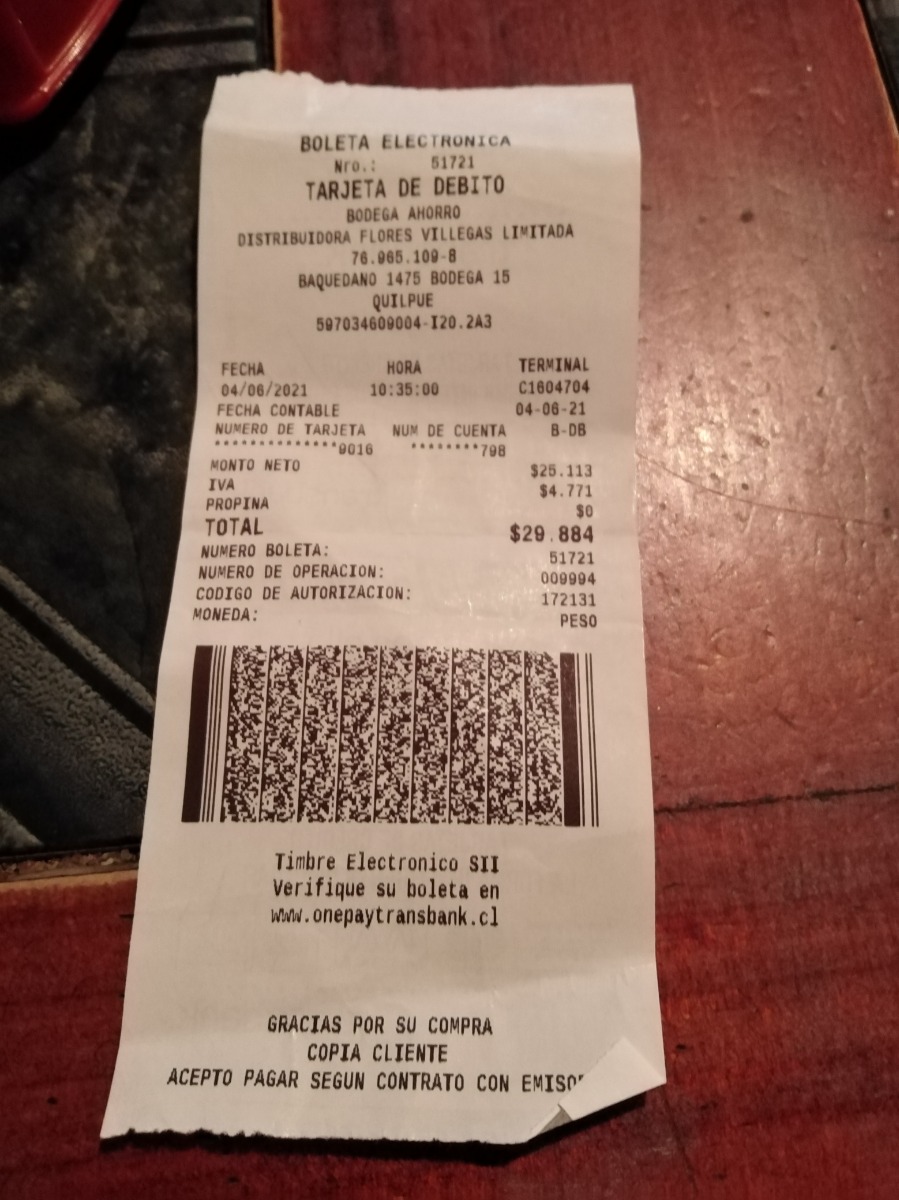 BOLETA ELECTRONICA
Nro.: 51721
TARJETA DE DEBITO
BODEGA AHORRO
DISTRIBUIDORA FLORES VILLEGAS LIMITADA
76.965.109-8
BAQUEDANO 1475 BODEGA 15
QUILPUE
597034609004-I20.2A3
FECHA HORA TERMINAL
04/06/2021 10:35:00 C1604704
FECHA CONTABLE 04-06-21
NUMERO DE TARJETA NUM DE CUENTA B-DB
**************9016 ********798
MONTO NETO $25.113
IVA $4.771
PROPINA $0
TOTAL $29.884
NUMERO BOLETA: 51721
NUMERO DE OPERACION: 009994
CODIGO DE AUTORIZACION: 172131
MONEDA: PESO
Timbre Electronico SII
Verifique su boleta en
www.onepaytransbank.cl
GRACIAS POR SU COMPRA
COPIA CLIENTE
ACEPTO PAGAR SEGUN CONTRATO CON